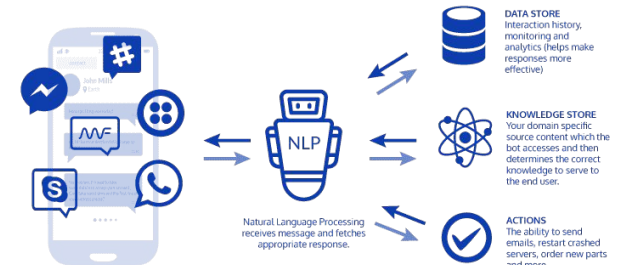 DATA STORE
Interaction history,
monitoring and
analytics (helps make
responses more
effective)
NLP
KNOWLEDGE STORE
Your domain specific
source content which the
bot accesses and then
determines the correct
knowledge to serve to
the end user.
Natural Language Processing
receives message and fetches
appropriate response.
ACTIONS
The ability to send
emails, restart crashed
servers, order new parts
and more